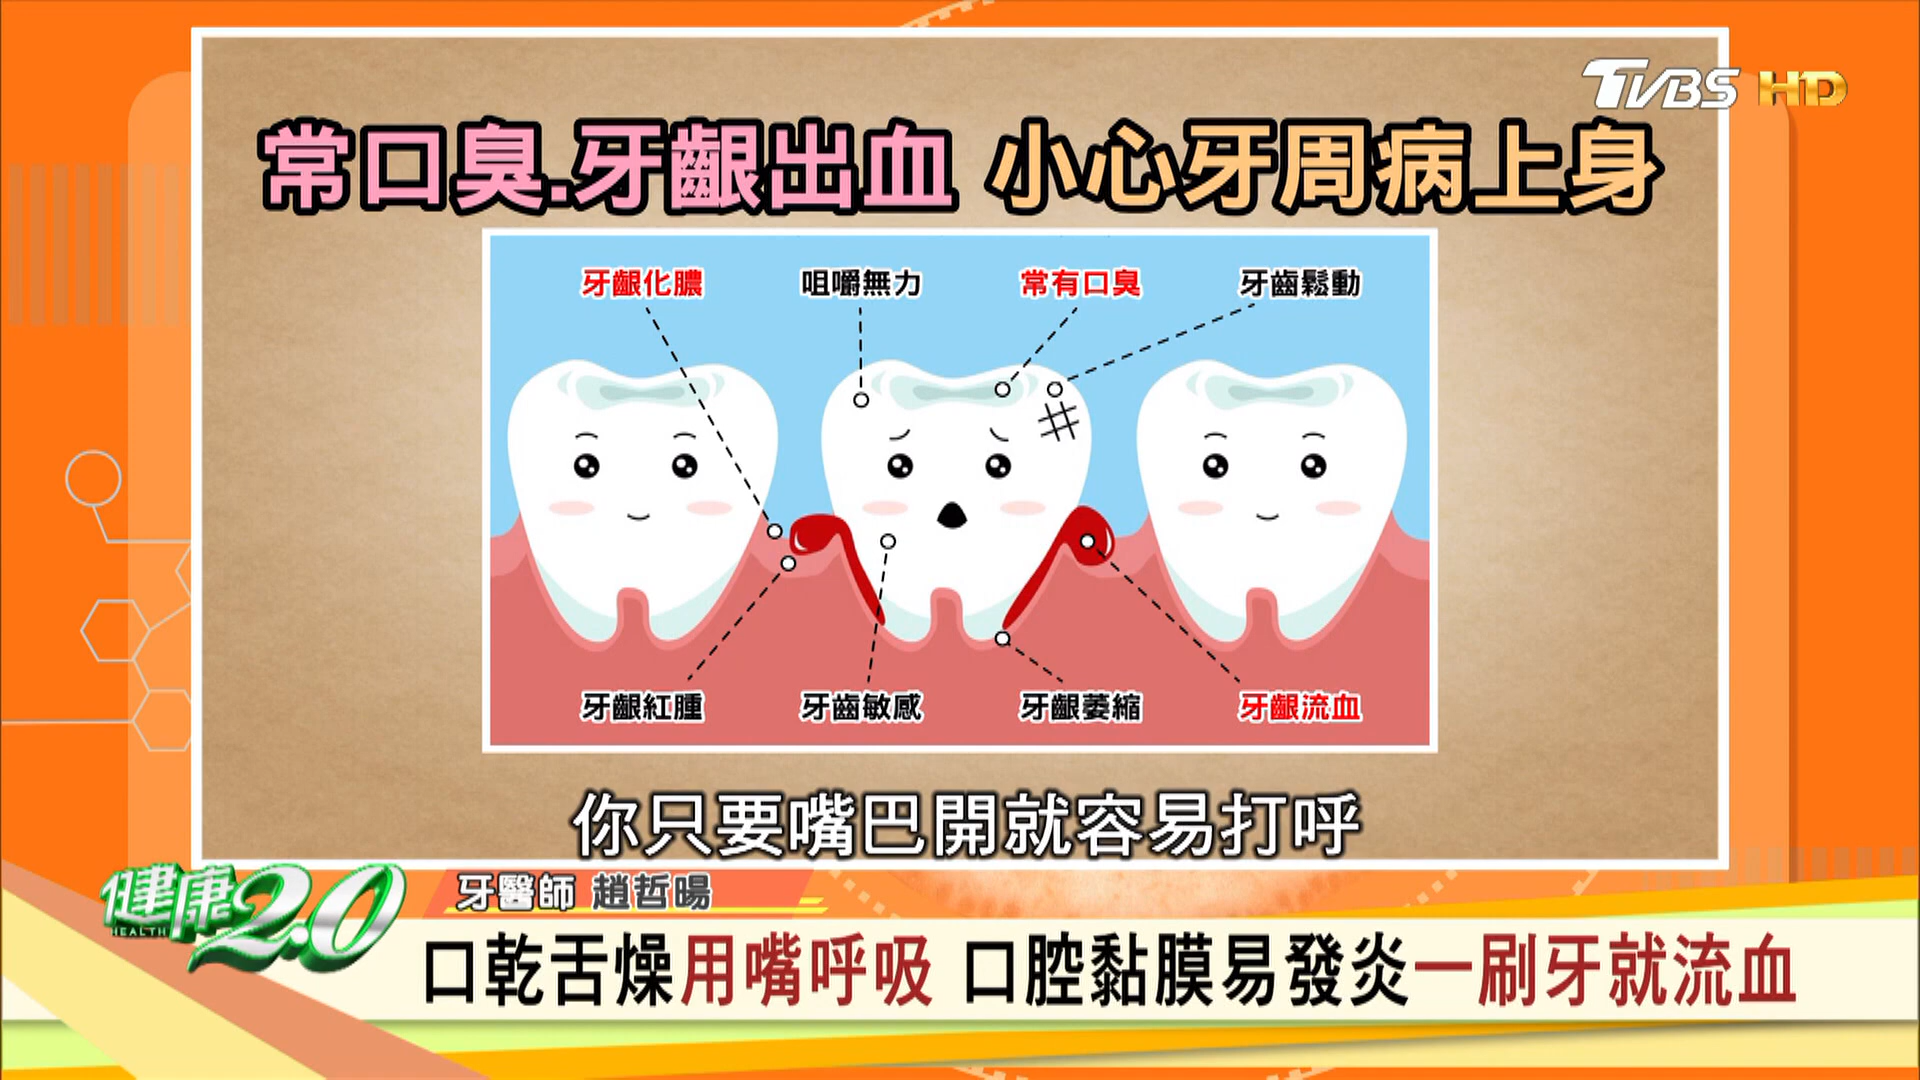 TVBS HD
常口臭.牙齦出血 小心牙周病上身
牙齦化膿 咀嚼無力 常有口臭 牙齒鬆動
牙齦紅腫 牙齒敏感 牙齦萎縮 牙齦流血
你只要嘴巴開就容易打呼
健康2.0
HEALTH
牙醫師 趙哲暘
口乾舌燥用嘴呼吸 口腔黏膜易發炎一刷牙就流血